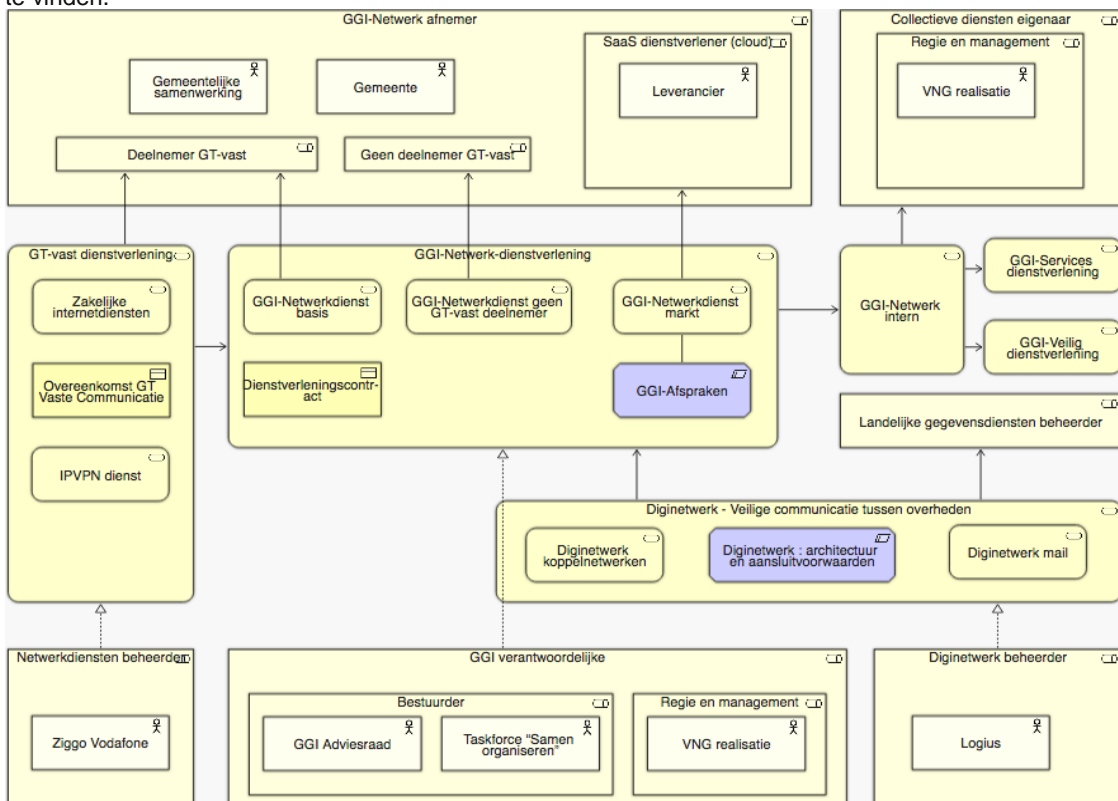 te vinden.
GGI-Netwerk afnemer
Collectieve diensten eigenaar
SaaS dienstverlener (cloud)
Regie en management
Gemeentelijke
samenwerking
Gemeente
Leverancier
VNG realisatie
Deelnemer GT-vast
Geen deelnemer GT-vast
GT-vast dienstverlening
GGI-Netwerk-dienstverlening
Zakelijke
internetdiensten
GGI-Netwerkdienst
basis
GGI-Netwerkdienst geen
GT-vast deelnemer
GGI-Netwerkdienst
markt
GGI-Netwerk
intern
GGI-Services
dienstverlening
GGI-Veilig
dienstverlening
Overeenkomst GT
Vaste Communicatie
Dienstverleningscontr-
act
GGI-Afspraken
Landelijke gegevensdiensten beheerder
IPVPN dienst
Diginetwerk - Veilige communicatie tussen overheden
Diginetwerk
koppelnetwerken
Diginetwerk : architectuur
en aansluitvoorwaarden
Diginetwerk mail
Netwerkdiensten beheerder
GGI verantwoordelijke
Diginetwerk beheerder
Bestuurder
Regie en management
Ziggo Vodafone
GGI Adviesraad
Taskforce "Samen
organiseren"
VNG realisatie
Logius